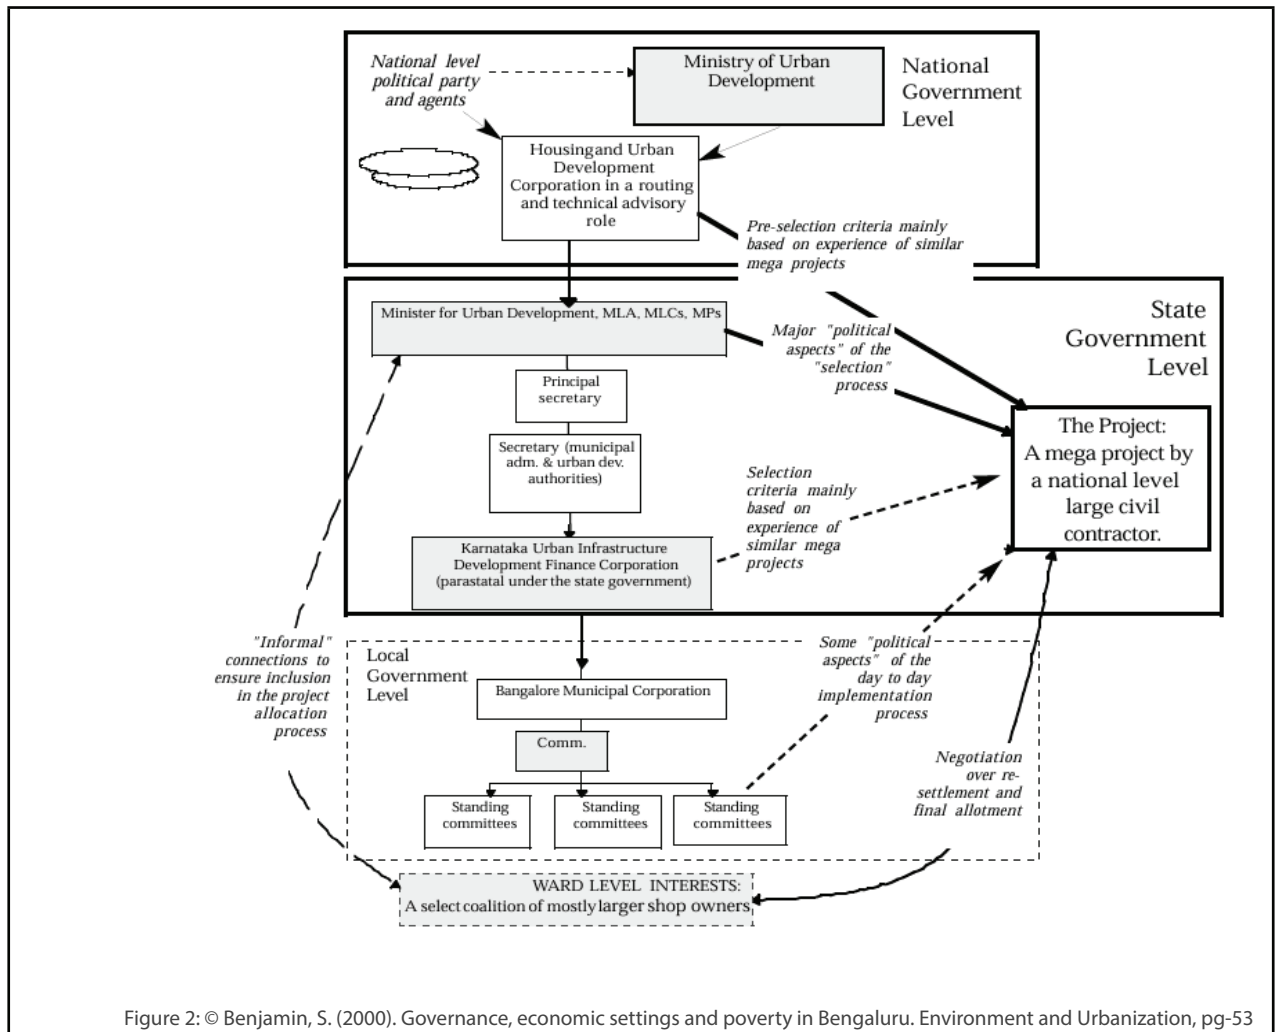 National level
political party
and agents
Ministry of Urban
Development
National
Government
Level
Housingand Urban
Development
Corporation in a routing
and technical advisory
role
Pre-selection criteria mainly
based on experience of similar
mega projects
Minister for Urban Development, MLA, MLCs, MPs
State
Government
Level
Major "political
aspects" of the
"selection"
process
Principal
secretary
Secretary (municipal
adm. & urban dev.
authorities)
The Project:
A mega project by
a national level
large civil
contractor.
Selection
criteria mainly
based on
experience of
similar mega
projects
Karnataka Urban Infrastructure
Development Finance Corporation
(parastatal under the state government)
"Informal"
connections to
ensure inclusion
in the project
allocation
process
Local
Government
Level
Some "political
aspects" of the
day to day
implementation
process
Bangalore Municipal Corporation
Comm.
Negotiation
over re-
settlement and
final allotment
Standing
committees
Standing
committees
Standing
committees
WARD LEVEL INTERESTS:
A select coalition of mostly larger shop owners
Figure 2: © Benjamin, S. (2000). Governance, economic settings and poverty in Bengaluru. Environment and Urbanization, pg-53